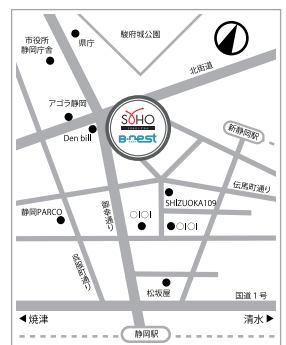 駿府城公園
市役所
静岡庁舎
県庁
北街道
アゴラ静岡
Den bill
SOHO
B-nest
新静岡駅
伝馬町通り
SHIZUOKA109
静岡PARCO
御幸通り
呉服町通り
OIOI
OIOI
松坂屋
国道1号
焼津
清水
静岡駅